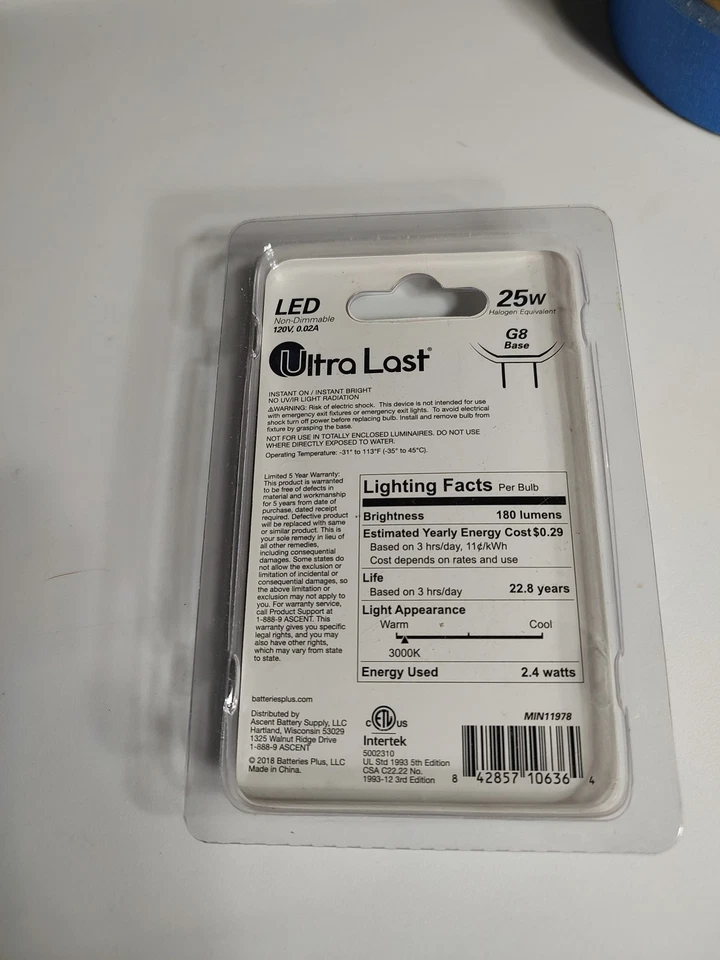 LED
Non-Dimmable
120V, 0.02A
25W
Halogen Equivalent
G8
Base
Ultra Last®
INSTANT ON / INSTANT BRIGHT
NO UV/IR LIGHT RADIATION
⚠WARNING: Risk of electric shock. This device is not intended for use
with emergency exit fixtures or emergency exit lights. To avoid electrical
shock turn off power before replacing bulb. Install and remove bulb from
fixture by grasping the base.
NOT FOR USE IN TOTALLY ENCLOSED LUMINAIRES. DO NOT USE
WHERE DIRECTLY EXPOSED TO WATER.
Operating Temperature: -31° to 113°F (-35° to 45°C).
Limited 5 Year Warranty:
This product is warranted
to be free of defects in
material and workmanship
for 5 years from date of
purchase, dated receipt
required. Defective product
will be replaced with same
or similar product. This is
your sole remedy in lieu of
all other remedies,
including consequential
damages. Some states do
not allow the exclusion or
limitation of incidental or
consequential damages, so
the above limitation or
exclusion may not apply to
you. For warranty service,
call Product Support at
1-888-9 ASCENT. This
warranty gives you specific
legal rights, and you may
also have other rights,
which may vary from state
to state.
Lighting Facts Per Bulb
Brightness 180 lumens
Estimated Yearly Energy Cost $0.29
Based on 3 hrs/day, 11¢/kWh
Cost depends on rates and use
Life
Based on 3 hrs/day 22.8 years
Light Appearance
Warm Cool
3000K
Energy Used 2.4 watts
batteriesplus.com
Distributed by
Ascent Battery Supply, LLC
Hartland, Wisconsin 53029
1325 Walnut Ridge Drive
1-888-9 ASCENT
© 2018 Batteries Plus, LLC
Made in China.
c ETL us
Intertek
5002310
UL Std 1993 5th Edition
CSA C22.22 No.
1993-12 3rd Edition
MIN11978
8 42857 10636 4